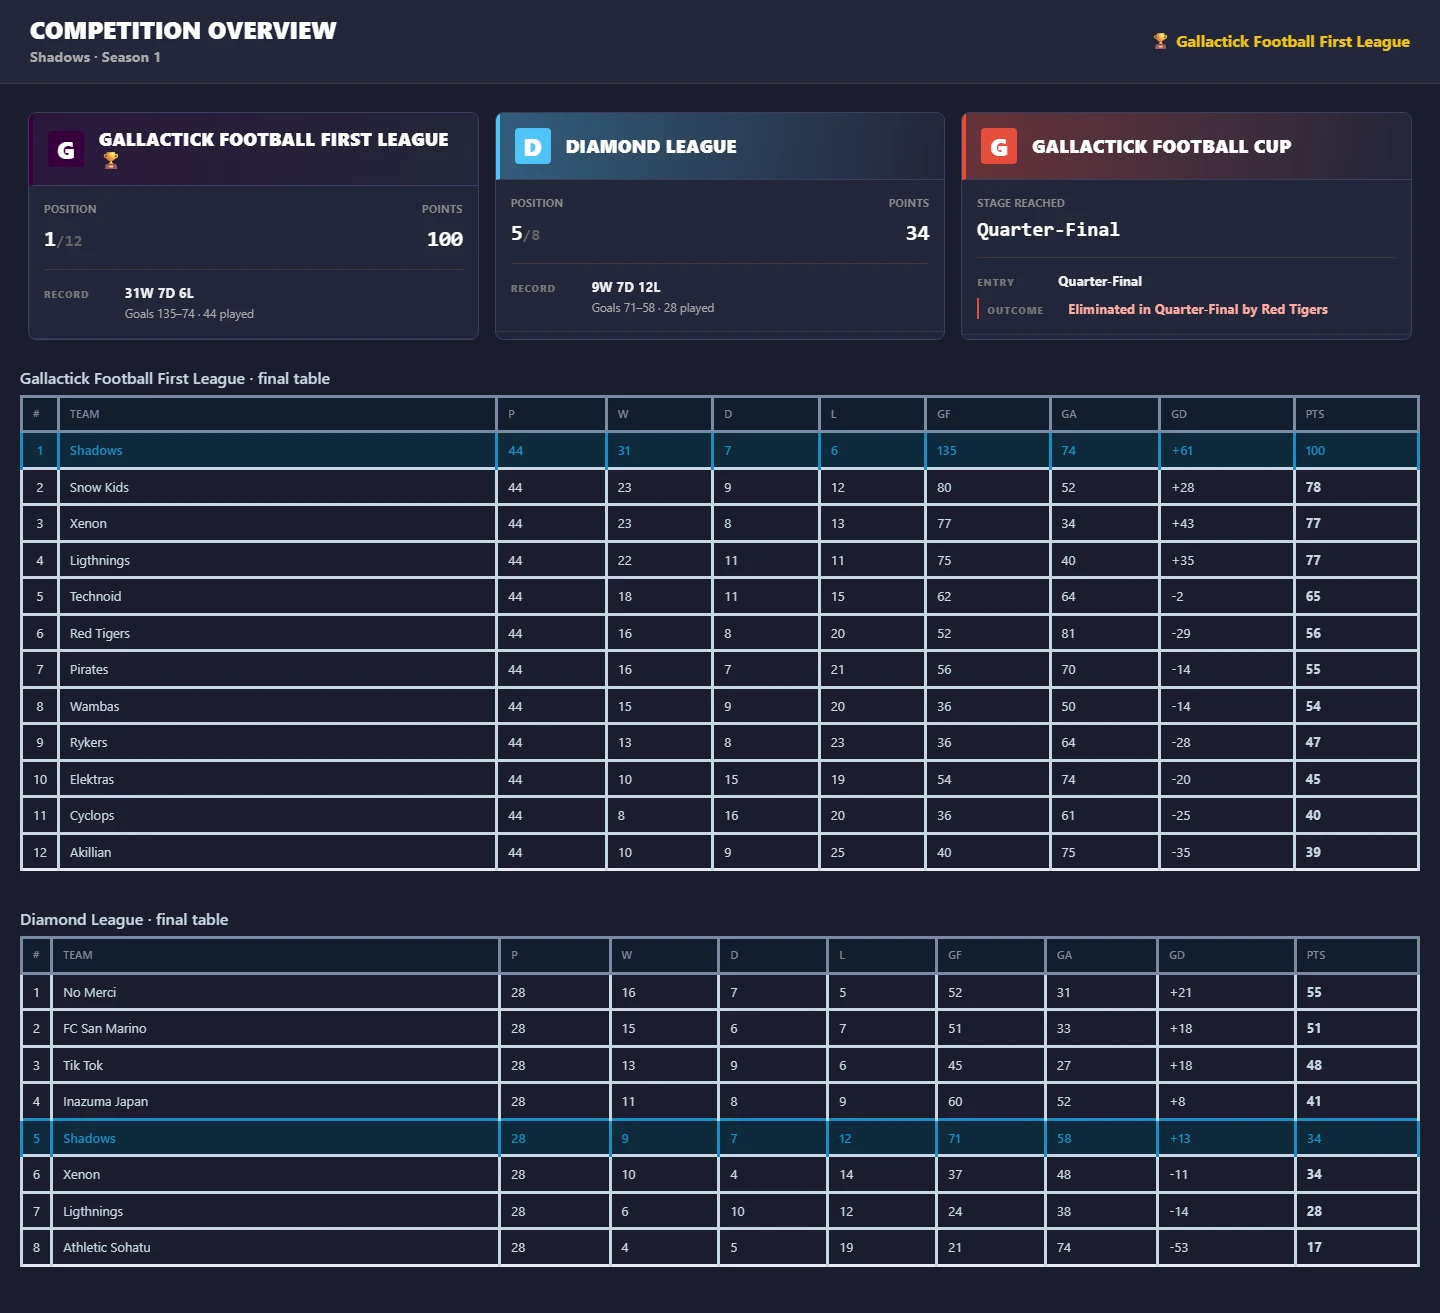 COMPETITION OVERVIEW
Shadows · Season 1
🏆 Gallactick Football First League
G GALLACTICK FOOTBALL FIRST LEAGUE 🏆
POSITION POINTS
1/12 100
RECORD 31W 7D 6L
Goals 135–74 · 44 played
D DIAMOND LEAGUE
POSITION POINTS
5/8 34
RECORD 9W 7D 12L
Goals 71–58 · 28 played
G GALLACTICK FOOTBALL CUP
STAGE REACHED
Quarter-Final
ENTRY Quarter-Final
OUTCOME Eliminated in Quarter-Final by Red Tigers
Gallactick Football First League · final table
# TEAM P W D L GF GA GD PTS
1 Shadows 44 31 7 6 135 74 +61 100
2 Snow Kids 44 23 9 12 80 52 +28 78
3 Xenon 44 23 8 13 77 34 +43 77
4 Ligthnings 44 22 11 11 75 40 +35 77
5 Technoid 44 18 11 15 62 64 -2 65
6 Red Tigers 44 16 8 20 52 81 -29 56
7 Pirates 44 16 7 21 56 70 -14 55
8 Wambas 44 15 9 20 36 50 -14 54
9 Rykers 44 13 8 23 36 64 -28 47
10 Elektras 44 10 15 19 54 74 -20 45
11 Cyclops 44 8 16 20 36 61 -25 40
12 Akillian 44 10 9 25 40 75 -35 39
Diamond League · final table
# TEAM P W D L GF GA GD PTS
1 No Merci 28 16 7 5 52 31 +21 55
2 FC San Marino 28 15 6 7 51 33 +18 51
3 Tik Tok 28 13 9 6 45 27 +18 48
4 Inazuma Japan 28 11 8 9 60 52 +8 41
5 Shadows 28 9 7 12 71 58 +13 34
6 Xenon 28 10 4 14 37 48 -11 34
7 Ligthnings 28 6 10 12 24 38 -14 28
8 Athletic Sohatu 28 4 5 19 21 74 -53 17